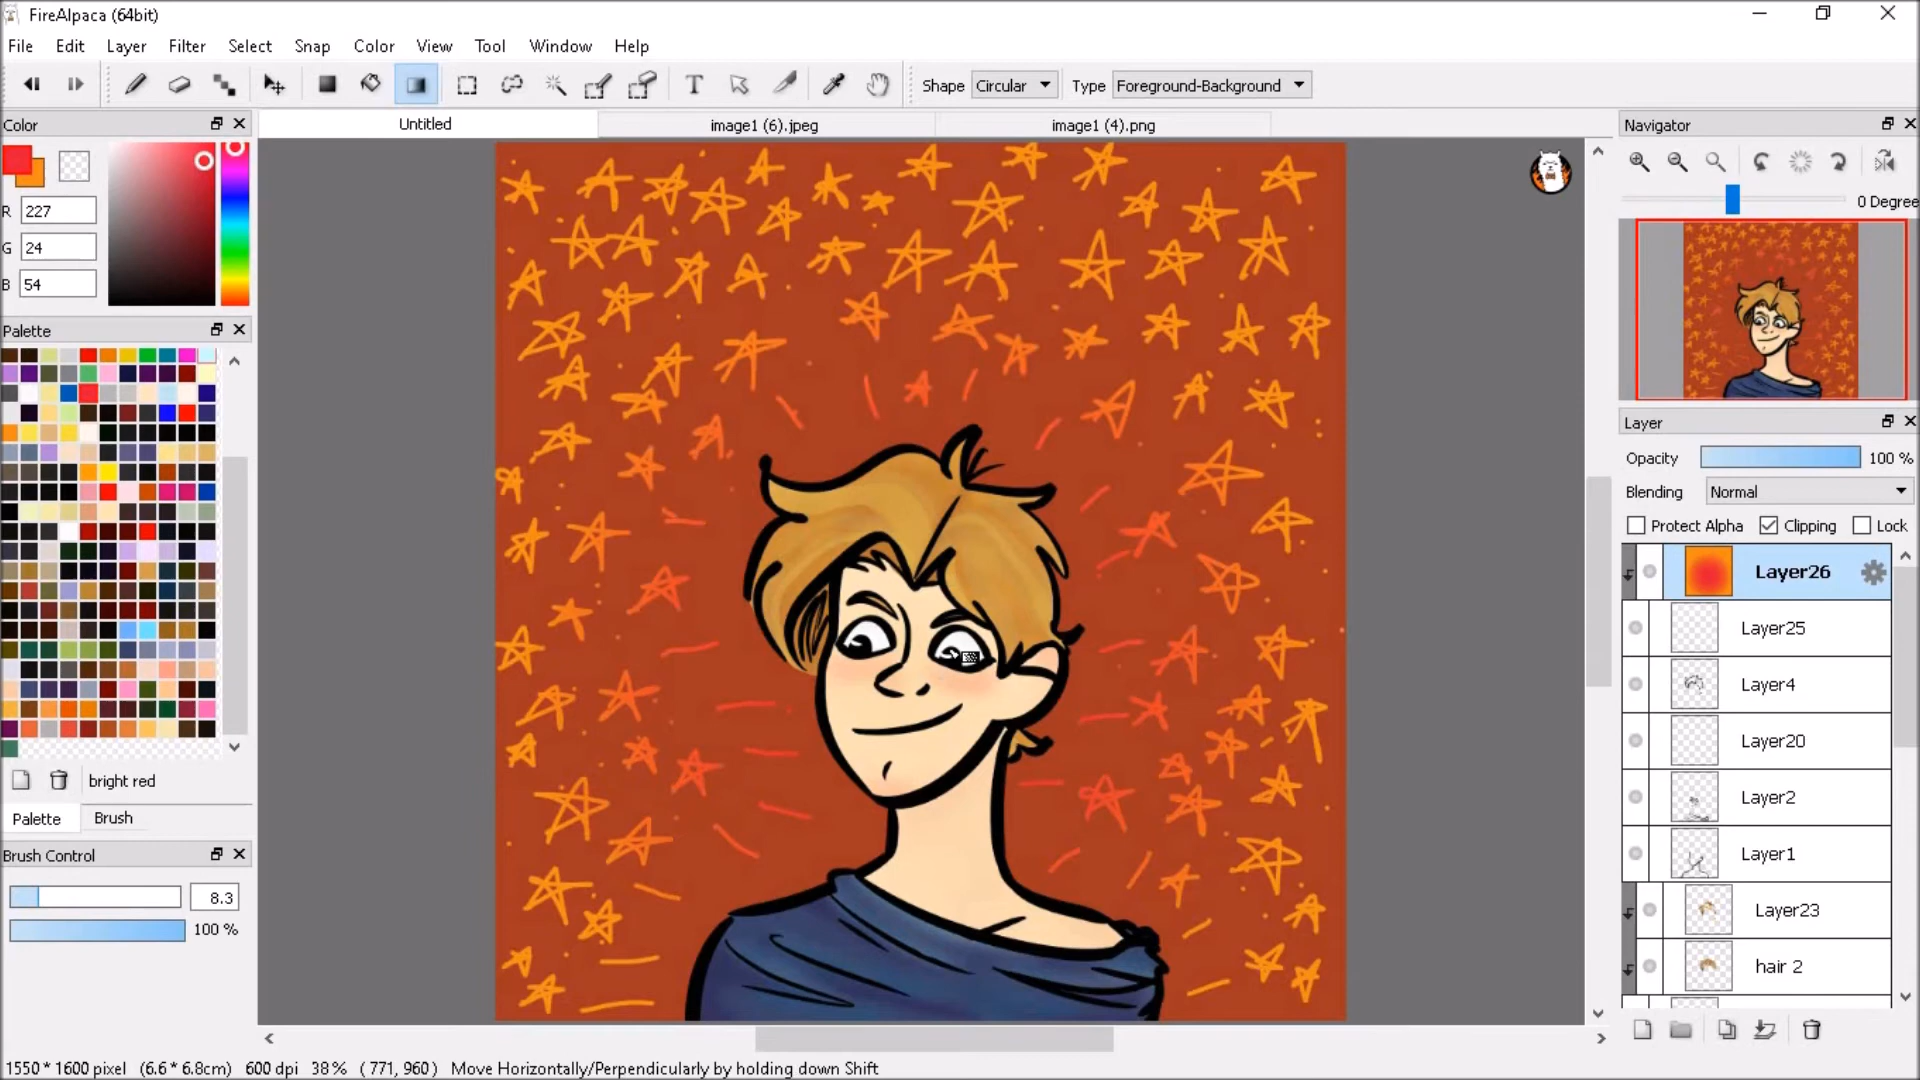 FireAlpaca (64bit)
File Edit Layer Filter Select Snap Color View Tool Window Help
T Shape Circular Type Foreground-Background
Color
Untitled image1 (6).jpeg image1 (4).png
Navigator
R 227
G 24
B 54
0 Degree
Palette
bright red
Palette Brush
Brush Control
8.3
100 %
Layer
Opacity 100 %
Blending Normal
Protect Alpha Clipping Lock
Layer26
Layer25
Layer4
Layer20
Layer2
Layer1
Layer23
hair 2
1550 * 1600 pixel (6.6 * 6.8cm) 600 dpi 38 % ( 771, 960) Move Horizontally/Perpendicularly by holding down Shift